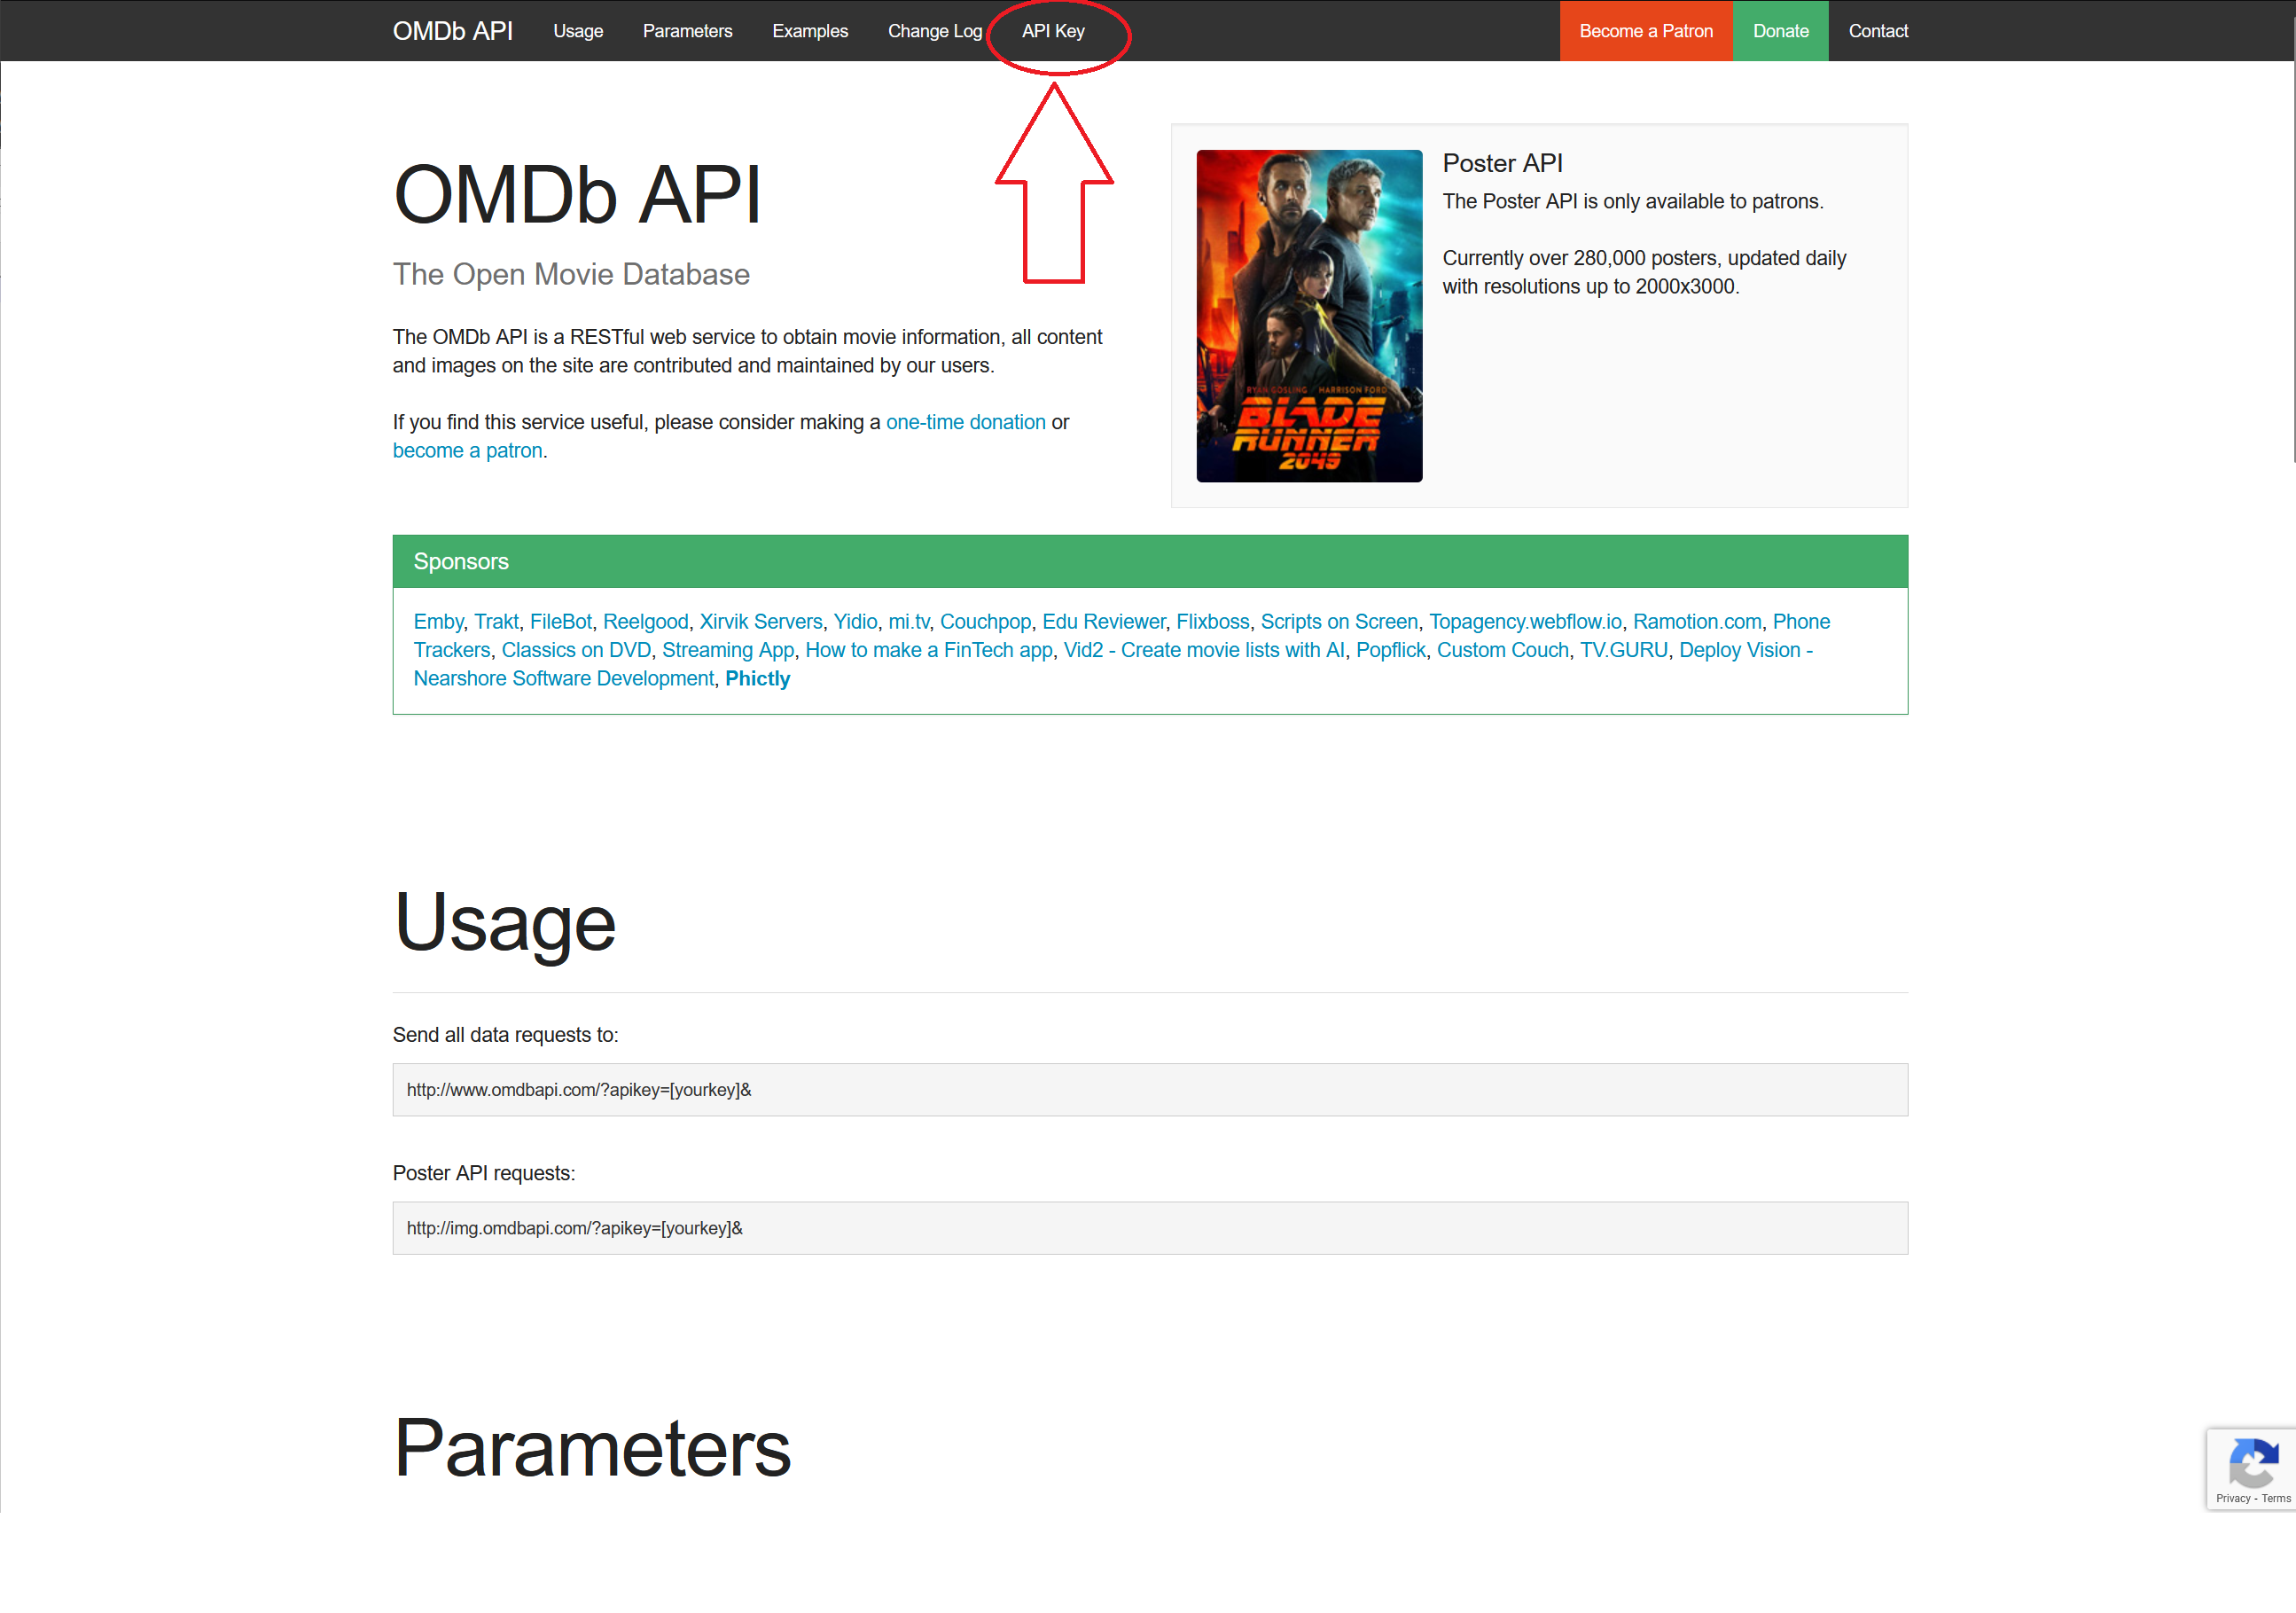 OMDb API Usage Parameters Examples Change Log API Key Become a Patron Donate Contact
OMDb API
The Open Movie Database
The OMDb API is a RESTful web service to obtain movie information, all content
and images on the site are contributed and maintained by our users.
If you find this service useful, please consider making a one-time donation or
become a patron.
RYAN GOSLING HARRISON FORD
BLADE
RUNNER
2049
Poster API
The Poster API is only available to patrons.
Currently over 280,000 posters, updated daily
with resolutions up to 2000x3000.
Sponsors
Emby, Trakt, FileBot, Reelgood, Xirvik Servers, Yidio, mi.tv, Couchpop, Edu Reviewer, Flixboss, Scripts on Screen, Topagency.webflow.io, Ramotion.com, Phone
Trackers, Classics on DVD, Streaming App, How to make a FinTech app, Vid2 - Create movie lists with AI, Popflick, Custom Couch, TV.GURU, Deploy Vision -
Nearshore Software Development, Phictly
Usage
Send all data requests to:
http://www.omdbapi.com/?apikey=[yourkey]&
Poster API requests:
http://img.omdbapi.com/?apikey=[yourkey]&
Parameters
Privacy - Terms